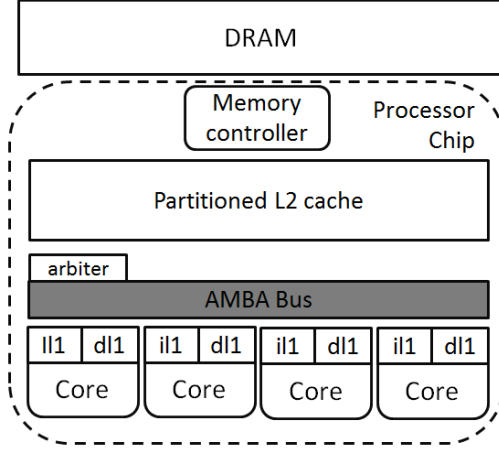 DRAM
Memory
controller
Processor
Chip
Partitioned L2 cache
arbiter
AMBA Bus
Il1 dl1 il1 dl1 il1 dl1 il1 dl1
Core Core Core Core